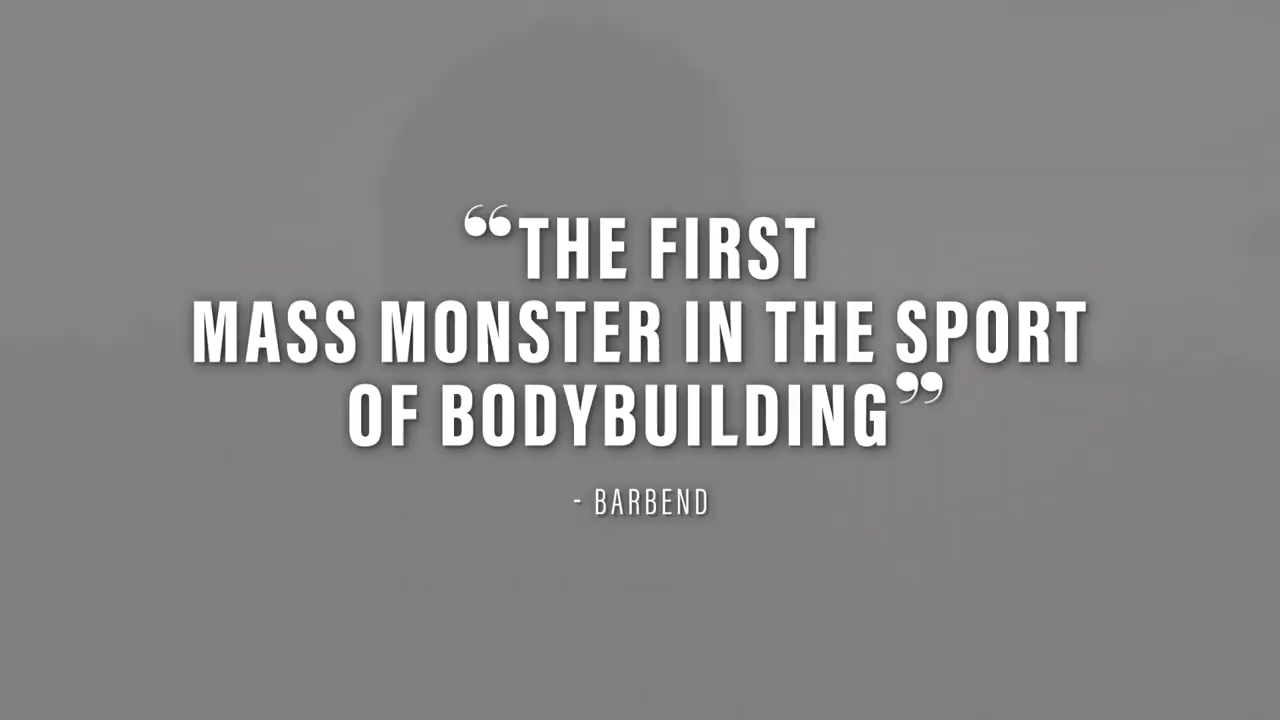 “THE FIRST
MASS MONSTER IN THE SPORT
OF BODYBUILDING”
- BARBEND